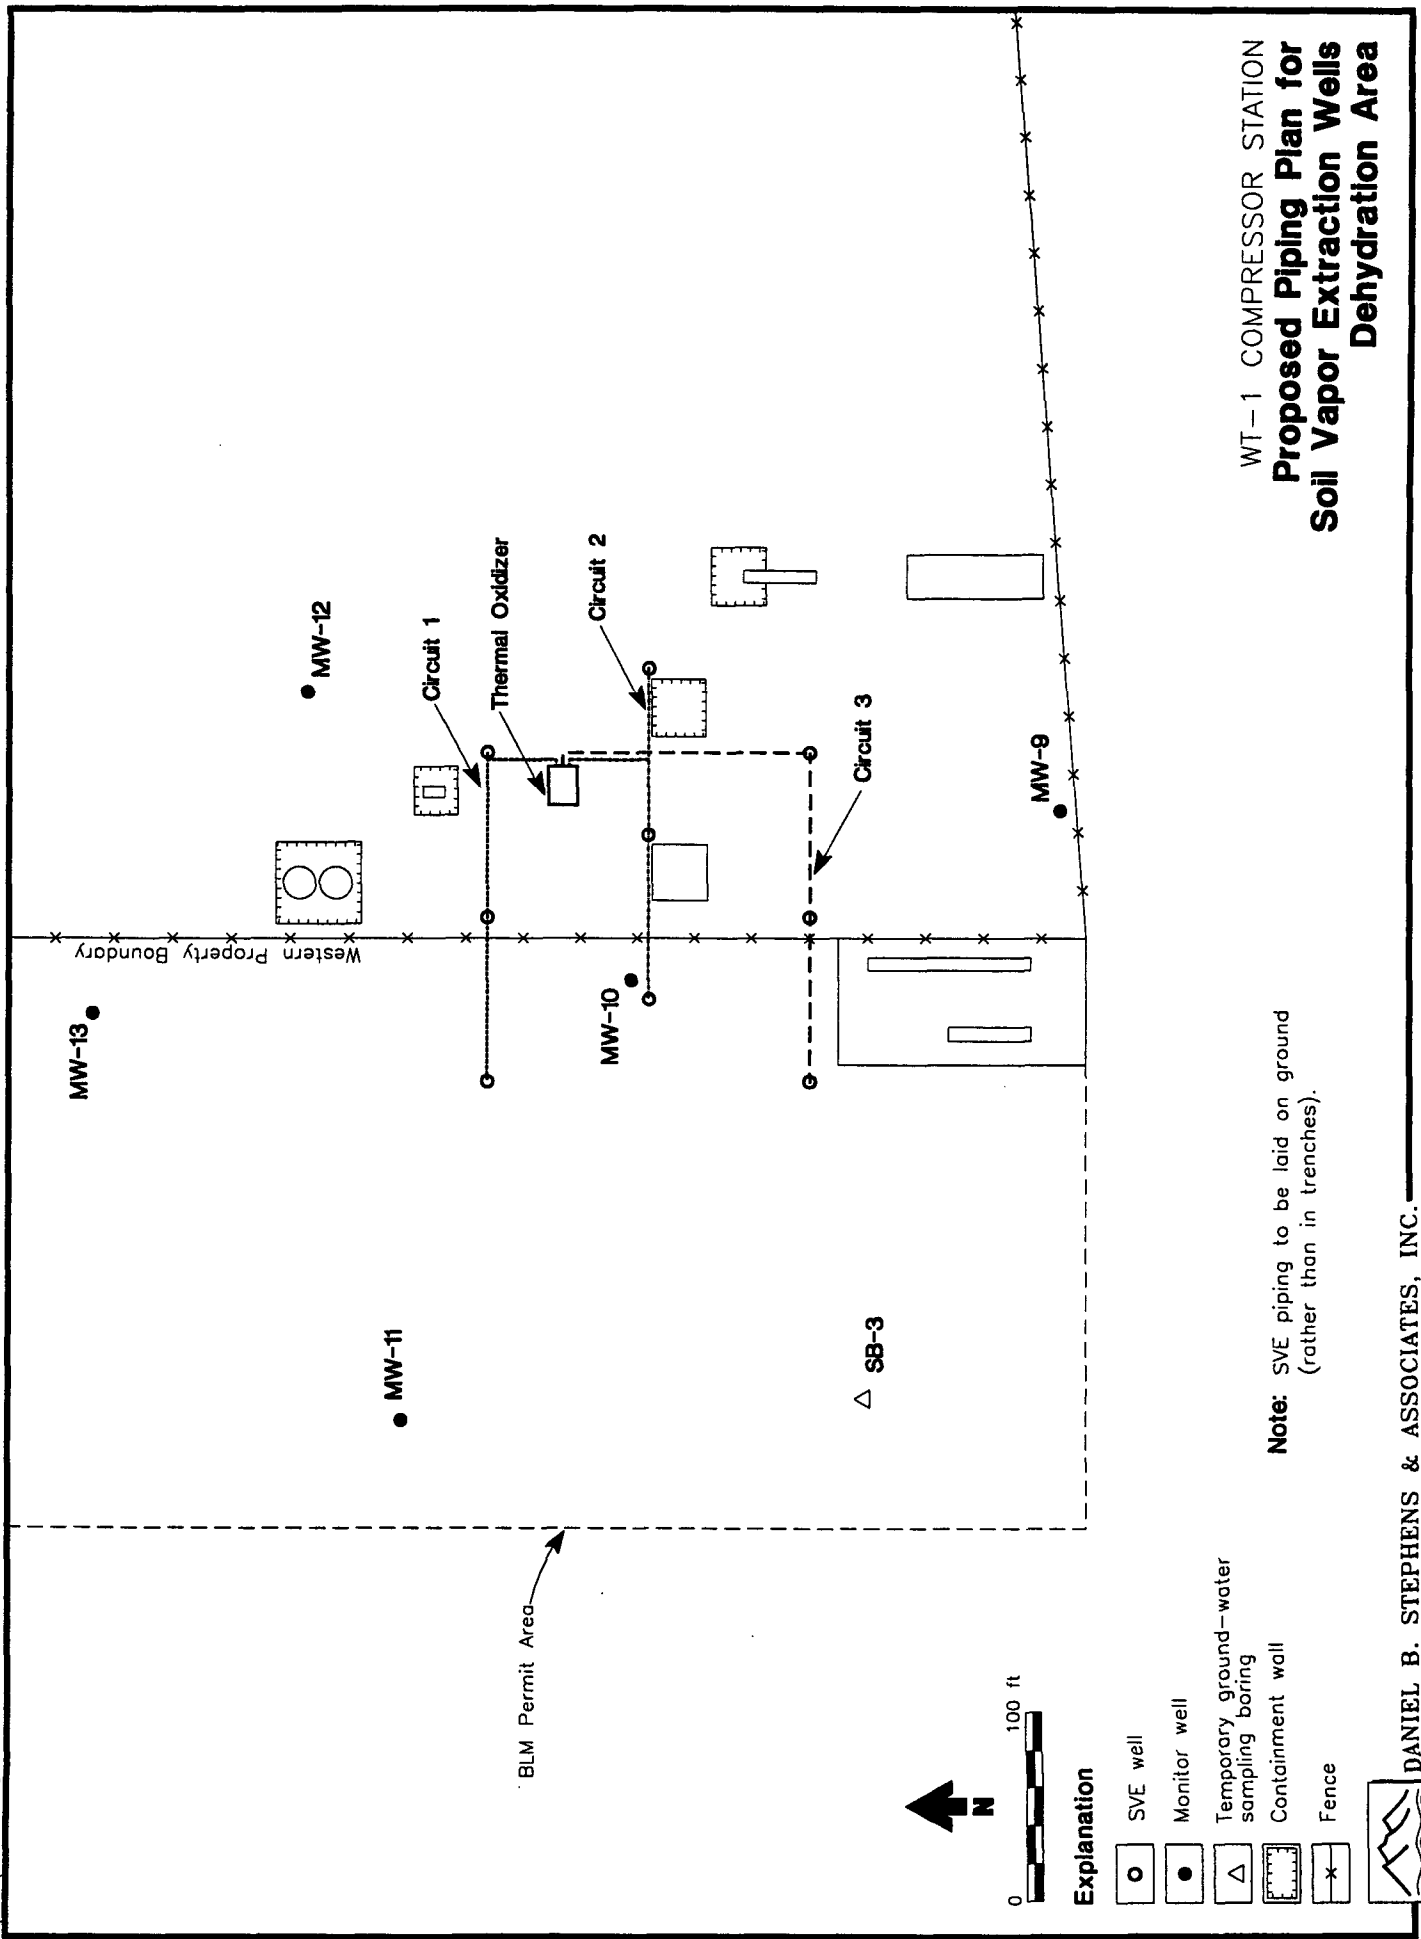 MW-13
Western Property Boundary
MW-12
MW-11
Circuit 1
Thermal Oxidizer
BLM Permit Area
Circuit 2
MW-10
Circuit 3
SB-3
MW-9
N
0 100 ft
Explanation
SVE well
Monitor well
Temporary ground-water
sampling boring
Containment wall
Fence
Note: SVE piping to be laid on ground
(rather than in trenches).
WT-1 COMPRESSOR STATION
Proposed Piping Plan for
Soil Vapor Extraction Wells
Dehydration Area
DANIEL B. STEPHENS & ASSOCIATES, INC.